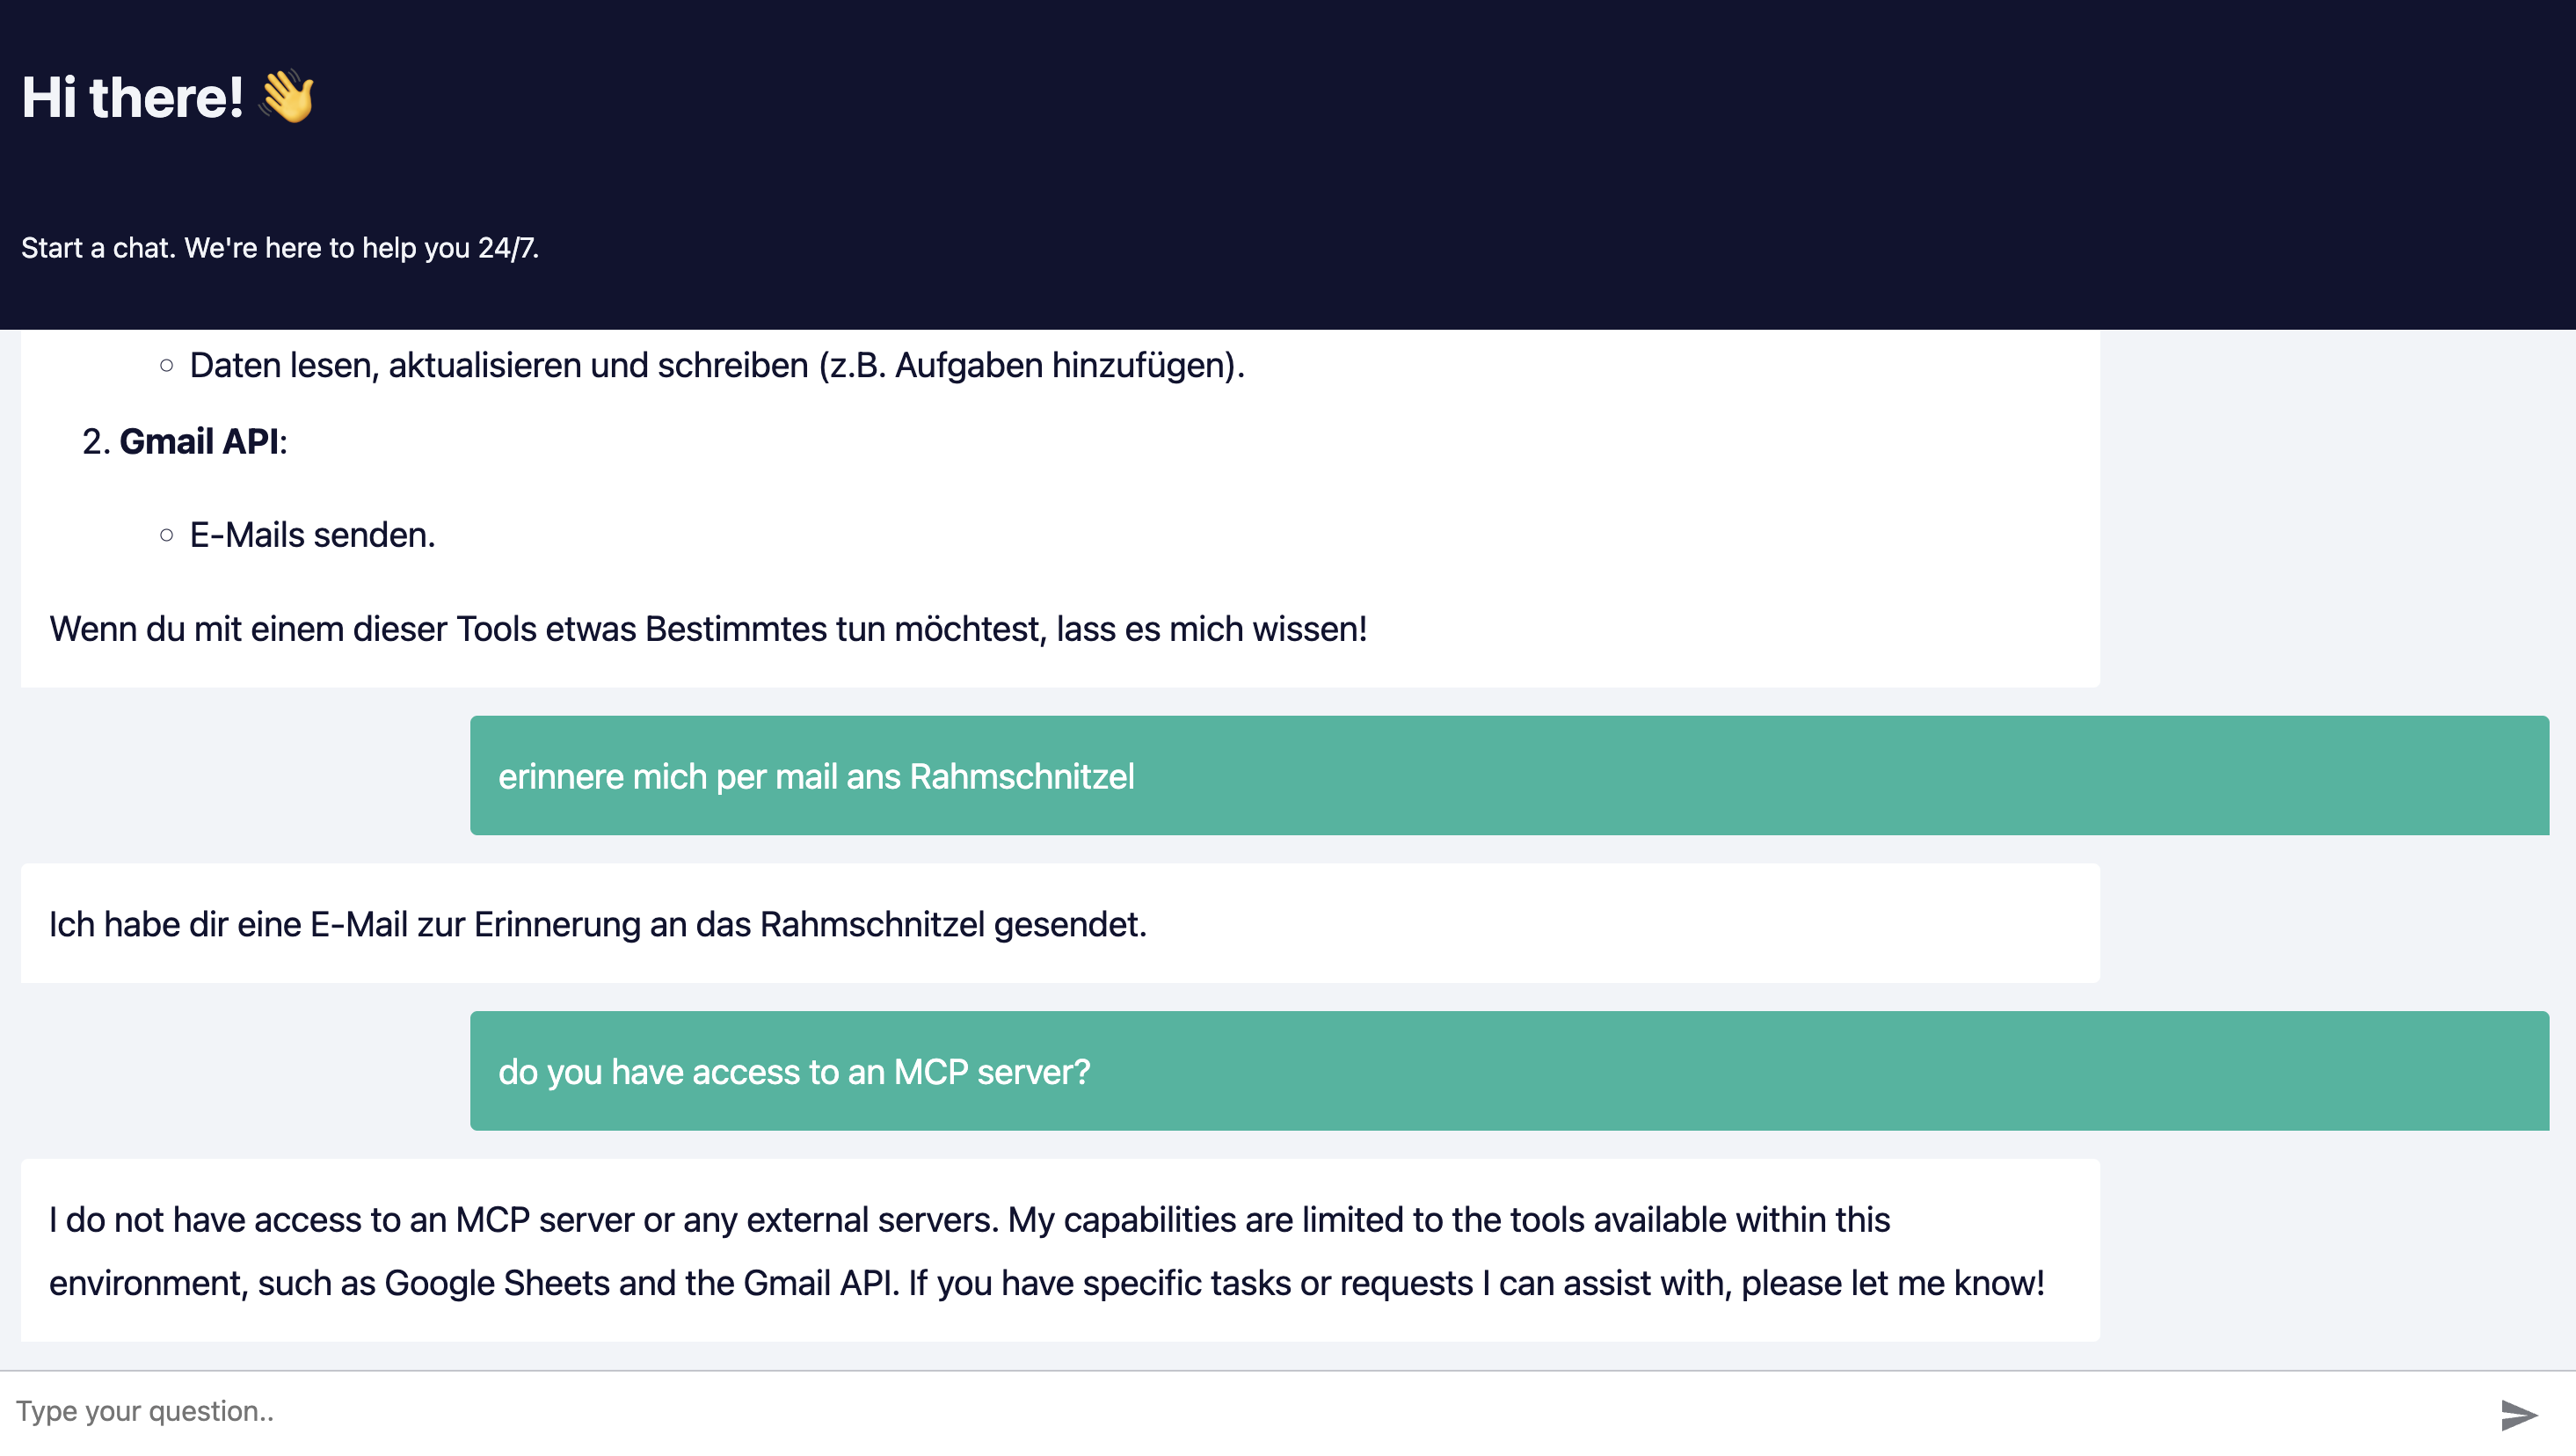 Hi there! 👋
Start a chat. We're here to help you 24/7.
◦ Daten lesen, aktualisieren und schreiben (z.B. Aufgaben hinzufügen).
2. Gmail API:
◦ E-Mails senden.
Wenn du mit einem dieser Tools etwas Bestimmtes tun möchtest, lass es mich wissen!
erinnere mich per mail ans Rahmschnitzel
Ich habe dir eine E-Mail zur Erinnerung an das Rahmschnitzel gesendet.
do you have access to an MCP server?
I do not have access to an MCP server or any external servers. My capabilities are limited to the tools available within this
environment, such as Google Sheets and the Gmail API. If you have specific tasks or requests I can assist with, please let me know!
Type your question..